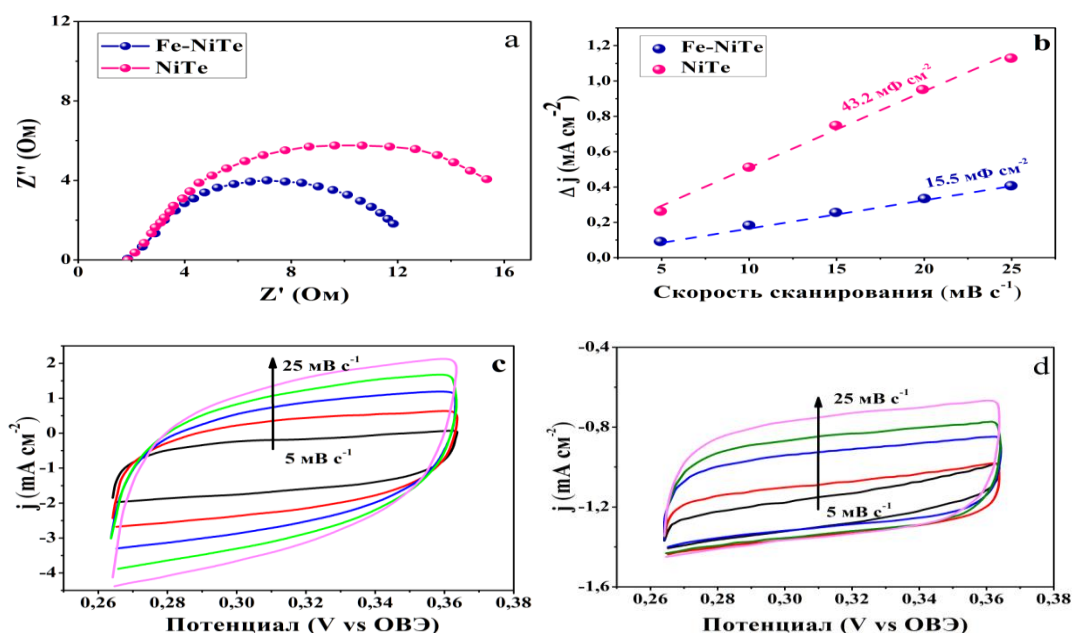 a
Fe-NiTe
NiTe
Z'' (Ом)
12
8
4
0
0
4
8
12
16
Z' (Ом)
b
Fe-NiTe
NiTe
Δ j (мА см⁻²)
1,2
1,0
0,8
0,6
0,4
0,2
0,0
43.2 мФ см⁻²
15.5 мФ см⁻²
5
10
15
20
25
Скорость сканирования (мВ с⁻¹)
c
j (mA см⁻²)
2
1
0
-1
-2
-3
-4
25 мВ с⁻¹
5 мВ с⁻¹
0,26
0,28
0,30
0,32
0,34
0,36
0,38
Потенциал (V vs ОВЭ)
d
j (mA см⁻²)
-0,4
-0,8
-1,2
-1,6
25 мВ с⁻¹
5 мВ с⁻¹
0,26
0,28
0,30
0,32
0,34
0,36
0,38
Потенциал (V vs ОВЭ)